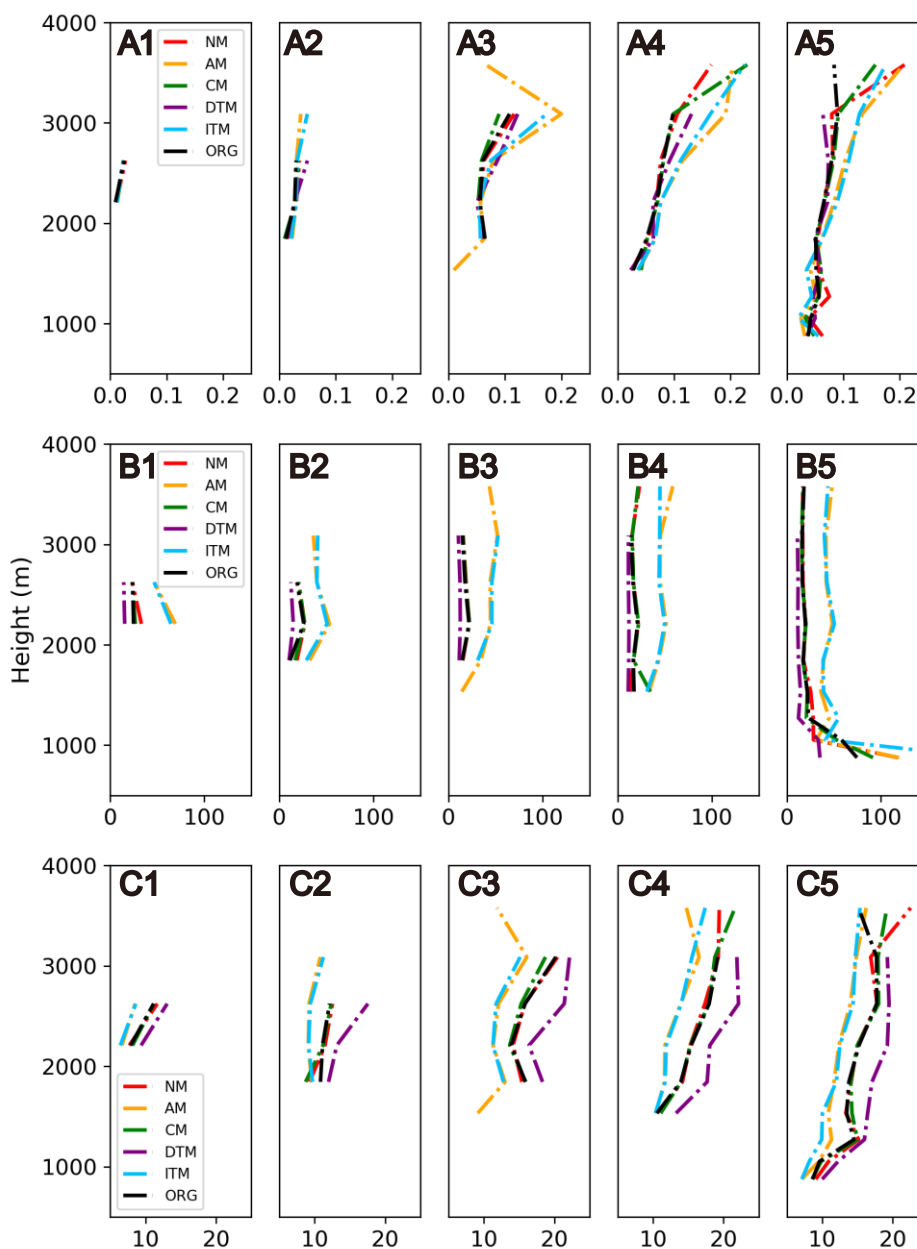 4000
3000
2000
1000
A1 A2 A3 A4 A5
NM
AM
CM
DTM
ITM
ORG
0.0 0.1 0.2 0.0 0.1 0.2 0.0 0.1 0.2 0.0 0.1 0.2 0.0 0.1 0.2
Height (m)
4000
3000
2000
1000
B1 B2 B3 B4 B5
NM
AM
CM
DTM
ITM
ORG
0 100 0 100 0 100 0 100 0 100
4000
3000
2000
1000
C1 C2 C3 C4 C5
NM
AM
CM
DTM
ITM
ORG
10 20 10 20 10 20 10 20 10 20